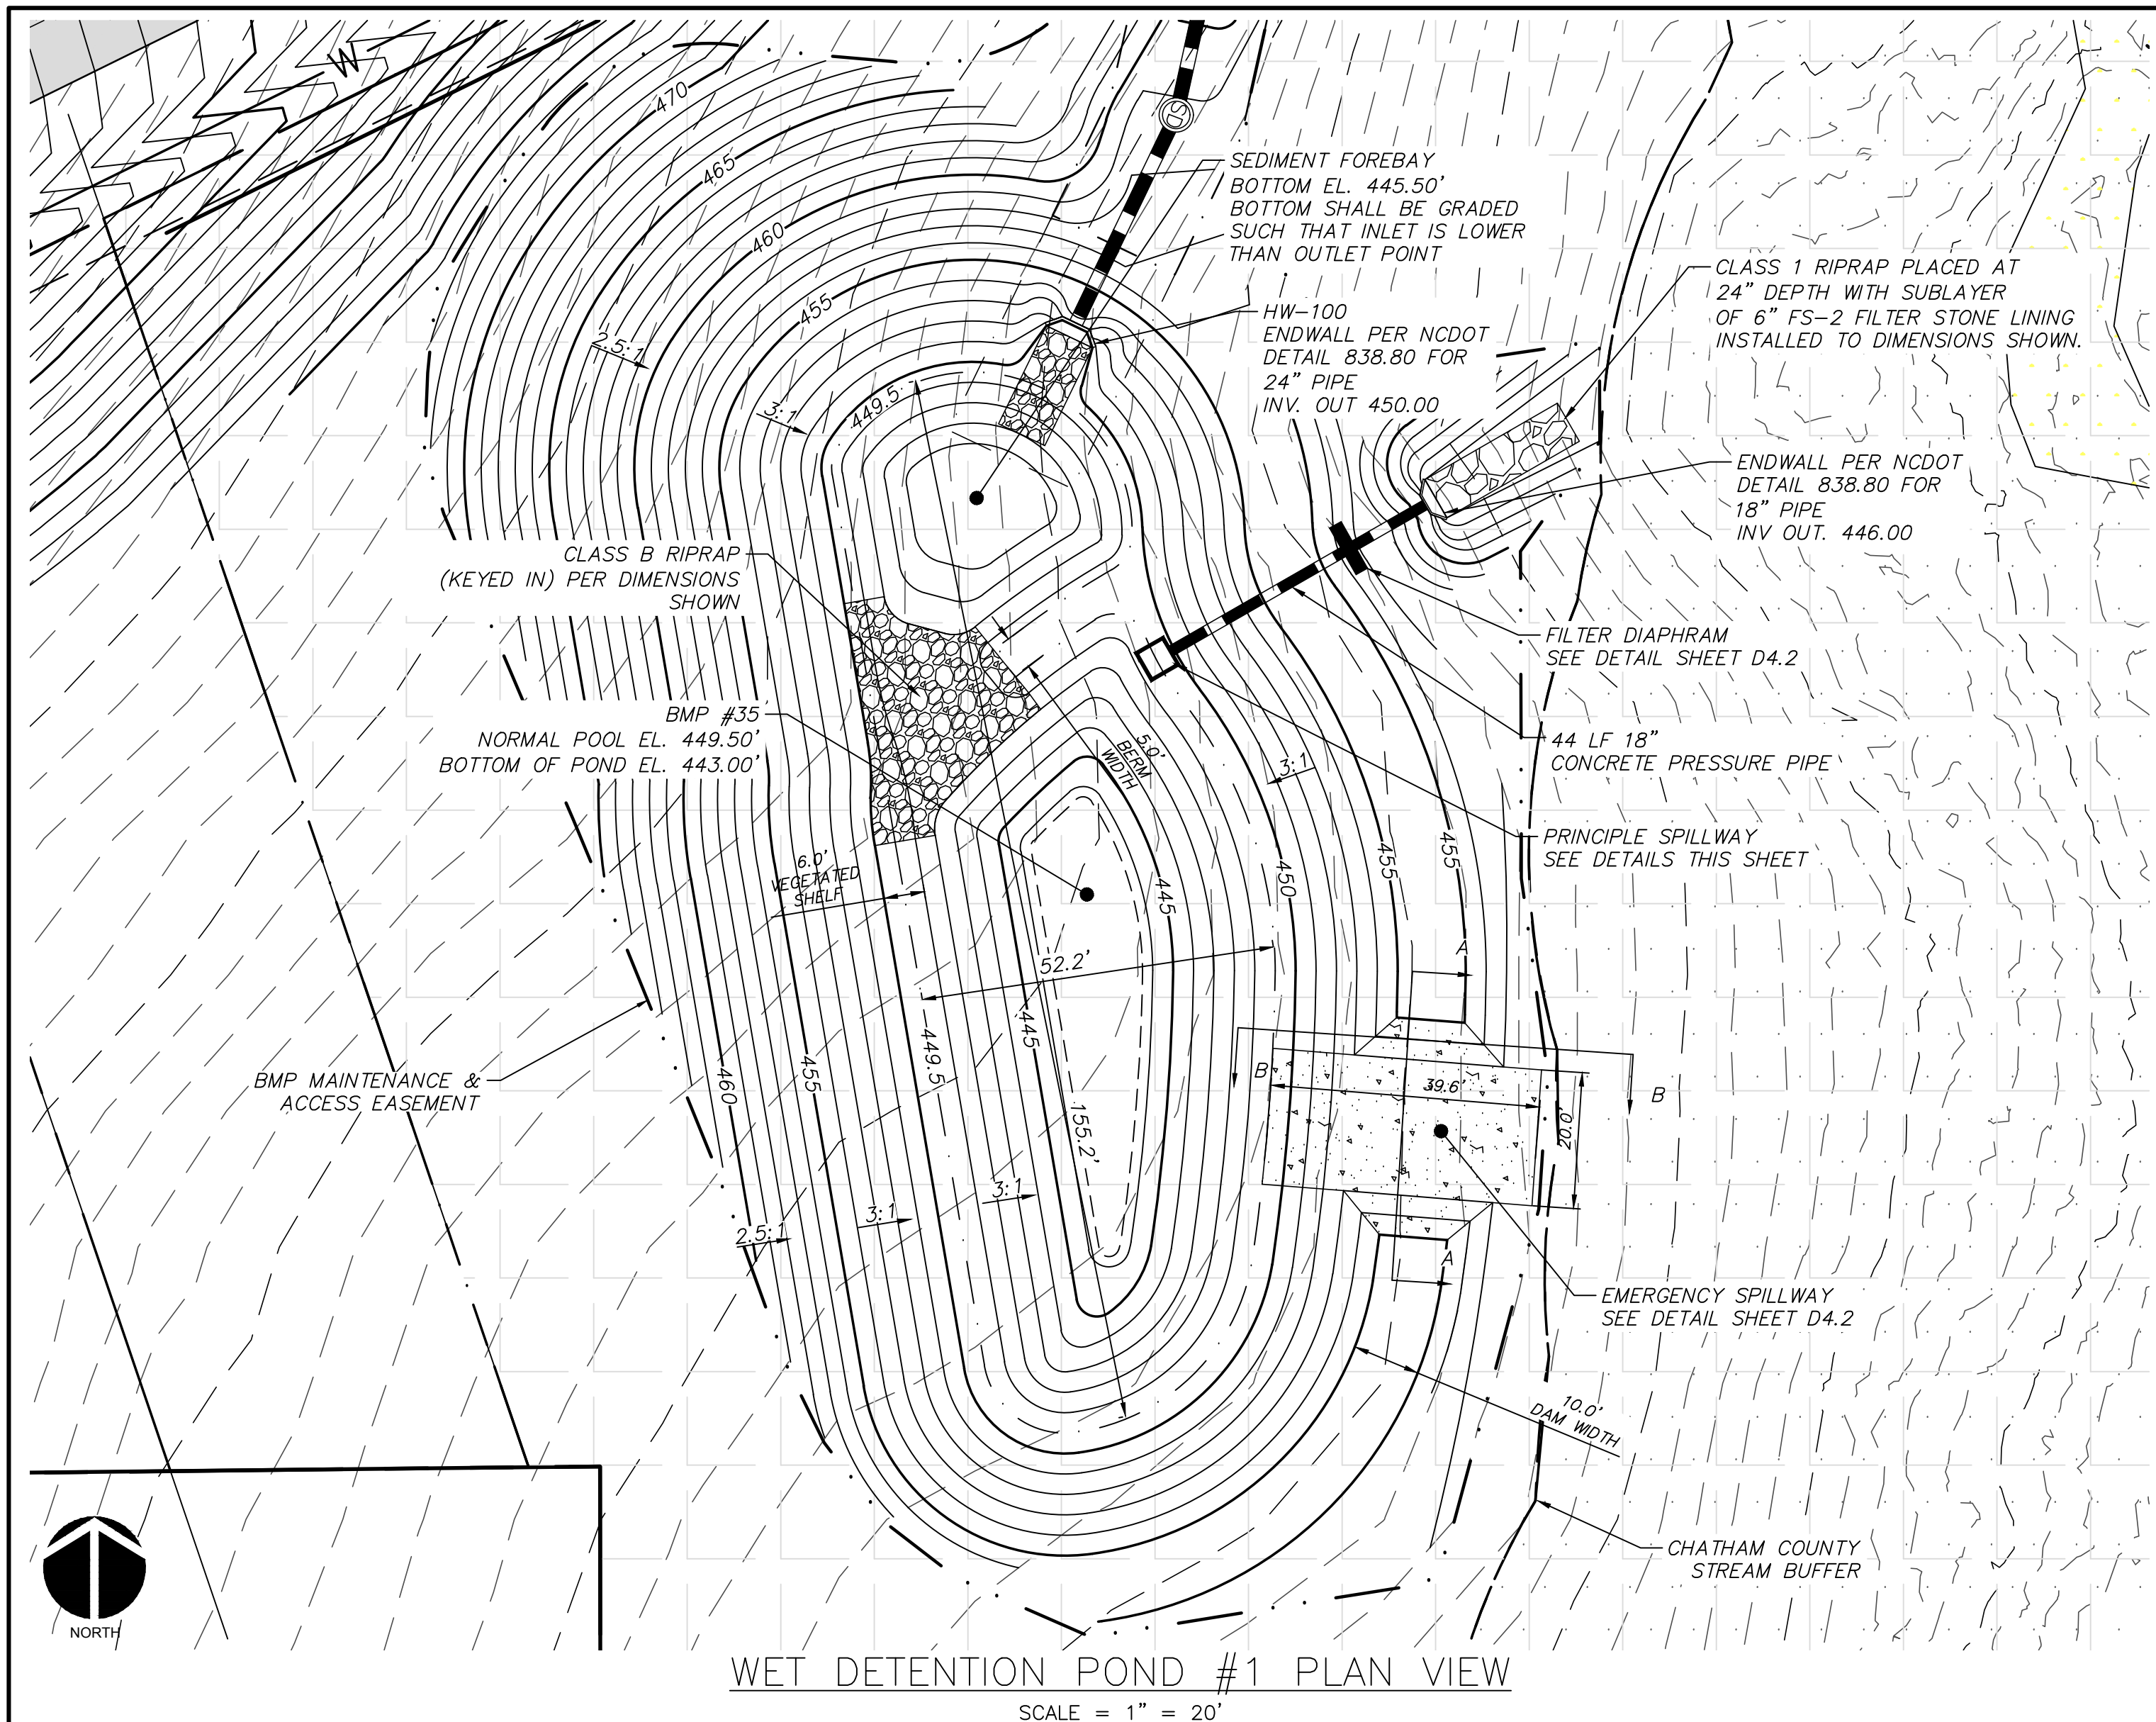 W
470
465
460
455
SD
SEDIMENT FOREBAY
BOTTOM EL. 445.50'
BOTTOM SHALL BE GRADED
SUCH THAT INLET IS LOWER
THAN OUTLET POINT
CLASS 1 RIPRAP PLACED AT
24" DEPTH WITH SUBLAYER
OF 6" FS-2 FILTER STONE LINING
INSTALLED TO DIMENSIONS SHOWN.
HW-100
ENDWALL PER NCDOT
DETAIL 838.80 FOR
24" PIPE
INV. OUT 450.00
2.5:1
3:1
449.5
ENDWALL PER NCDOT
DETAIL 838.80 FOR
18" PIPE
INV OUT. 446.00
CLASS B RIPRAP
(KEYED IN) PER DIMENSIONS
SHOWN
FILTER DIAPHRAM
SEE DETAIL SHEET D4.2
BMP #35
NORMAL POOL EL. 449.50'
BOTTOM OF POND EL. 443.00'
5.0'
BERM
WIDTH
3:1
44 LF 18"
CONCRETE PRESSURE PIPE
PRINCIPLE SPILLWAY
SEE DETAILS THIS SHEET
6.0'
VEGETATED
SHELF
445
450
455
455
A
52.2'
445
449.5
455
460
BMP MAINTENANCE &
ACCESS EASEMENT
B
39.6'
B
20.0'
155.2'
3:1
3:1
2.5:1
A
EMERGENCY SPILLWAY
SEE DETAIL SHEET D4.2
10.0'
DAM WIDTH
CHATHAM COUNTY
STREAM BUFFER
NORTH
WET DETENTION POND #1 PLAN VIEW
SCALE = 1" = 20'